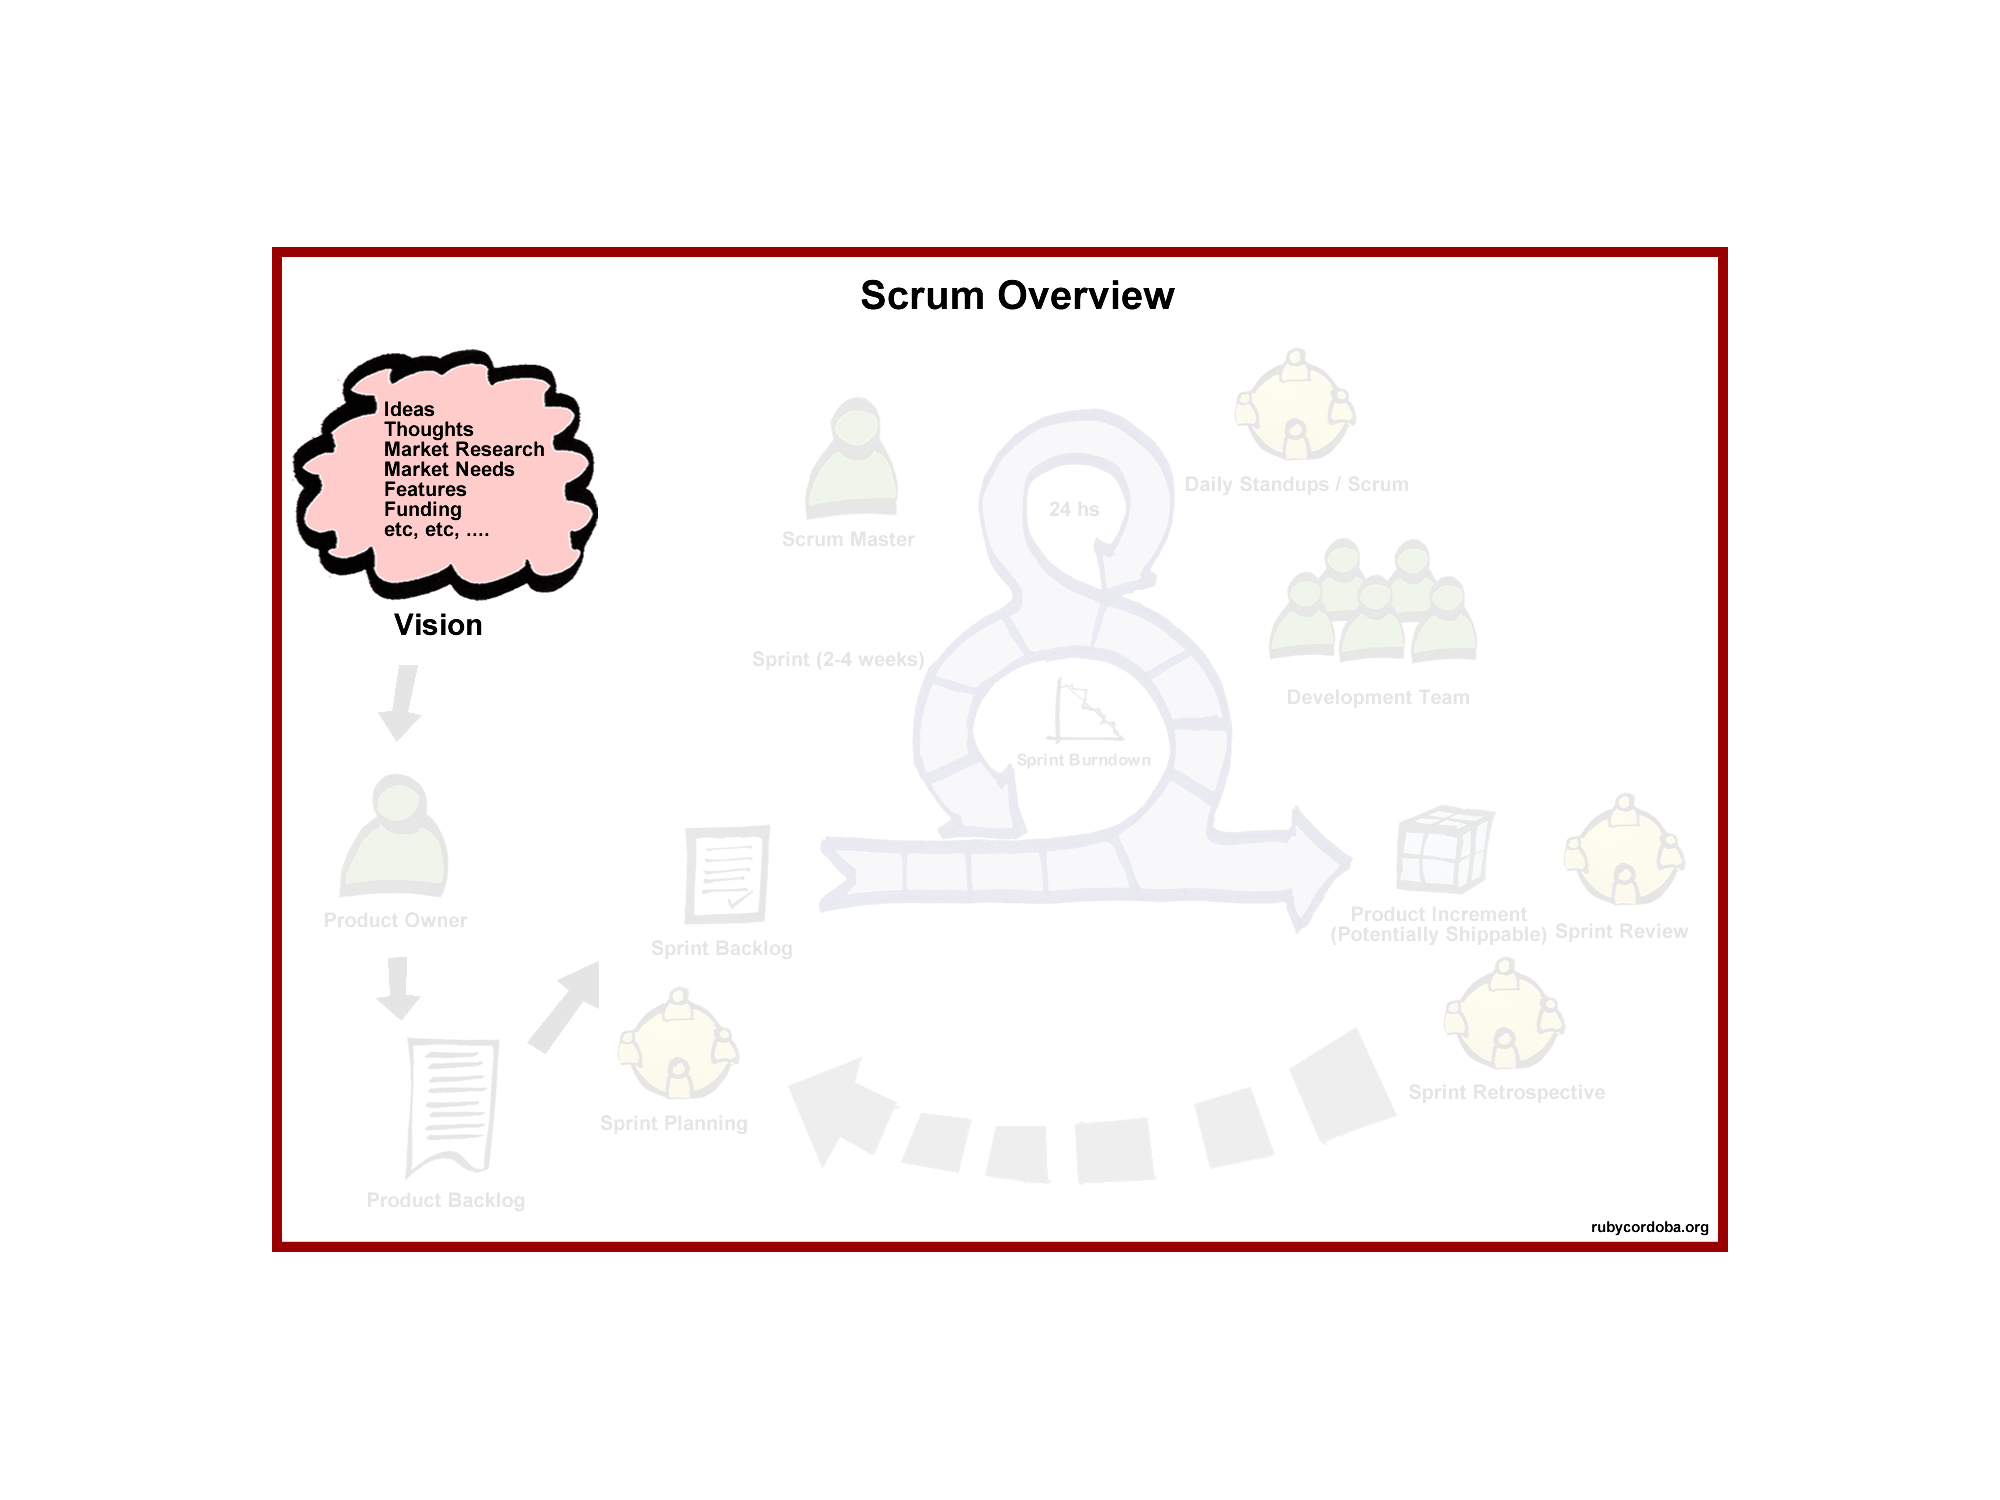 Scrum Overview
Ideas
Thoughts
Market Research
Market Needs
Features
Funding
etc, etc, ....
Vision
Scrum Master
24 hs
Daily Standups / Scrum
Sprint (2-4 weeks)
Development Team
Sprint Burndown
Product Owner
Sprint Backlog
Product Increment
(Potentially Shippable)
Sprint Review
Sprint Planning
Sprint Retrospective
Product Backlog
rubycordoba.org